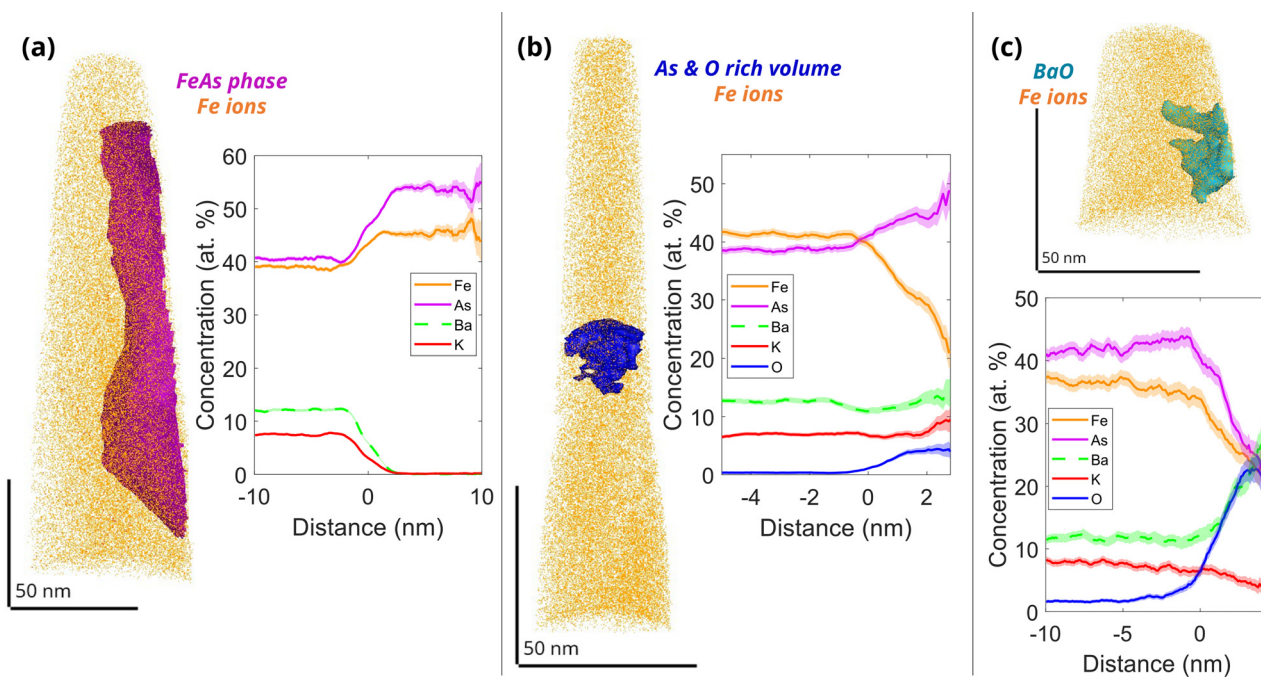 (a)
FeAs phase
Fe ions
60
50
40
30
20
10
0
Concentration (at. %)
Fe
As
Ba
K
-10
0
10
Distance (nm)
50 nm
(b)
As & O rich volume
Fe ions
50
40
30
20
10
0
Concentration (at. %)
Fe
As
Ba
K
O
-4
-2
0
2
Distance (nm)
50 nm
(c)
BaO
Fe ions
50 nm
50
40
30
20
10
0
Concentration (at. %)
Fe
As
Ba
K
O
-10
-5
0
Distance (nm)